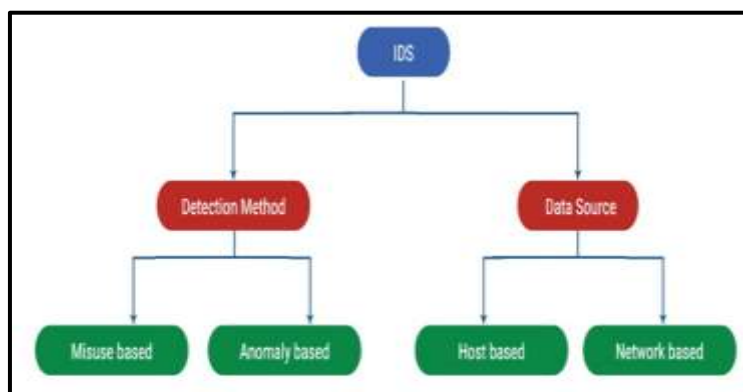 IDS
Detection Method
Data Source
Misuse based
Anomaly based
Host based
Network based